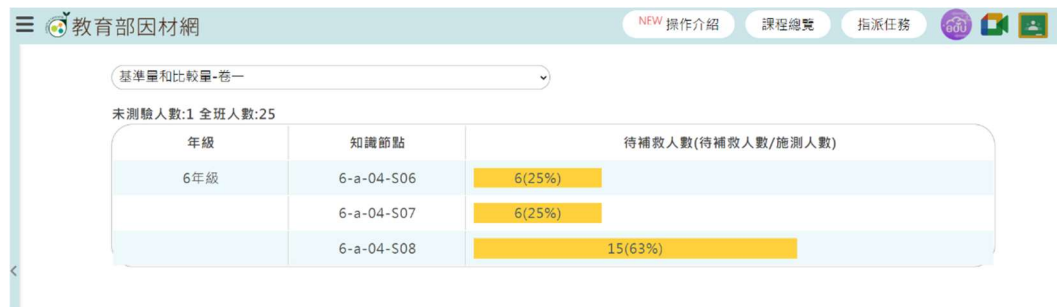 教育部因材網
NEW 操作介紹
課程總覽
指派任務
基準量和比較量-卷一
未測驗人數:1 全班人數:25
年級 知識節點 待補救人數(待補救人數/施測人數)
6年級 6-a-04-S06 6(25%)
6-a-04-S07 6(25%)
6-a-04-S08 15(63%)